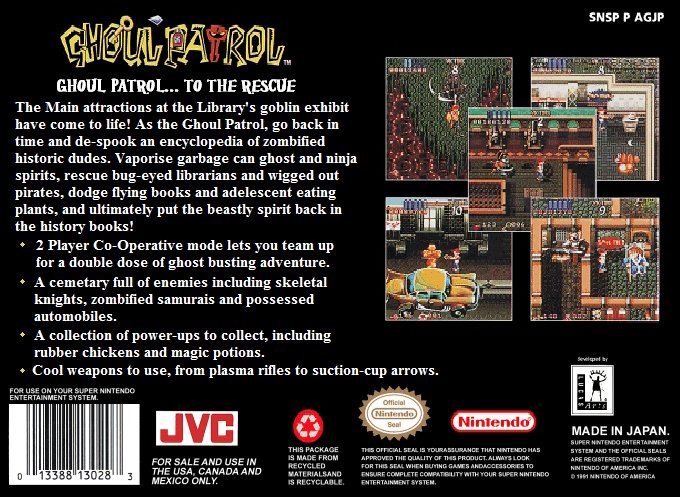 SNSP P AGJP
GHOUL PATROL™
GHOUL PATROL... TO THE RESCUE
The Main attractions at the Library's goblin exhibit
have come to life! As the Ghoul Patrol, go back in
time and de-spook an encyclopedia of zombified
historic dudes. Vaporise garbage can ghost and ninja
spirits, rescue bug-eyed librarians and wigged out
pirates, dodge flying books and adelescent eating
plants, and ultimately put the beastly spirit back in
the history books!
2 Player Co-Operative mode lets you team up
for a double dose of ghost busting adventure.
A cemetary full of enemies including skeletal
knights, zombified samurais and possessed
automobiles.
A collection of power-ups to collect, including
rubber chickens and magic potions.
Cool weapons to use, from plasma rifles to suction-cup arrows.
FOR USE ON YOUR SUPER NINTENDO
ENTERTAINMENT SYSTEM.
0 13388 13028 3
JVC
FOR SALE AND USE IN
THE USA, CANADA AND
MEXICO ONLY.
THIS PACKAGE
IS MADE FROM
RECYCLED
MATERIALSAND
IS RECYCLABLE.
Official
Nintendo
Seal
Nintendo®
THIS OFFICIAL SEAL IS YOURASSURANCE THAT NINTENDO HAS
APPROVED THE QUALITY OF THIS PRODUCT. ALWAYS LOOK
FOR THIS SEAL WHEN BUYING GAMES ANDACCESSORIES TO
ENSURE COMPLETE COMPATIBILITY WITH YOUR SUPER NINTENDO
ENTERTAINMENT SYSTEM.
developed by
LUCAS
Arts
MADE IN JAPAN.
SUPER NINTENDO ENTERTAINMENT
SYSTEM AND THE OFFICIAL SEALS
ARE REGISTERED TRADEMARKS OF
NINTENDO OF AMERICA INC.
© 1991 NINTENDO OF AMERICA